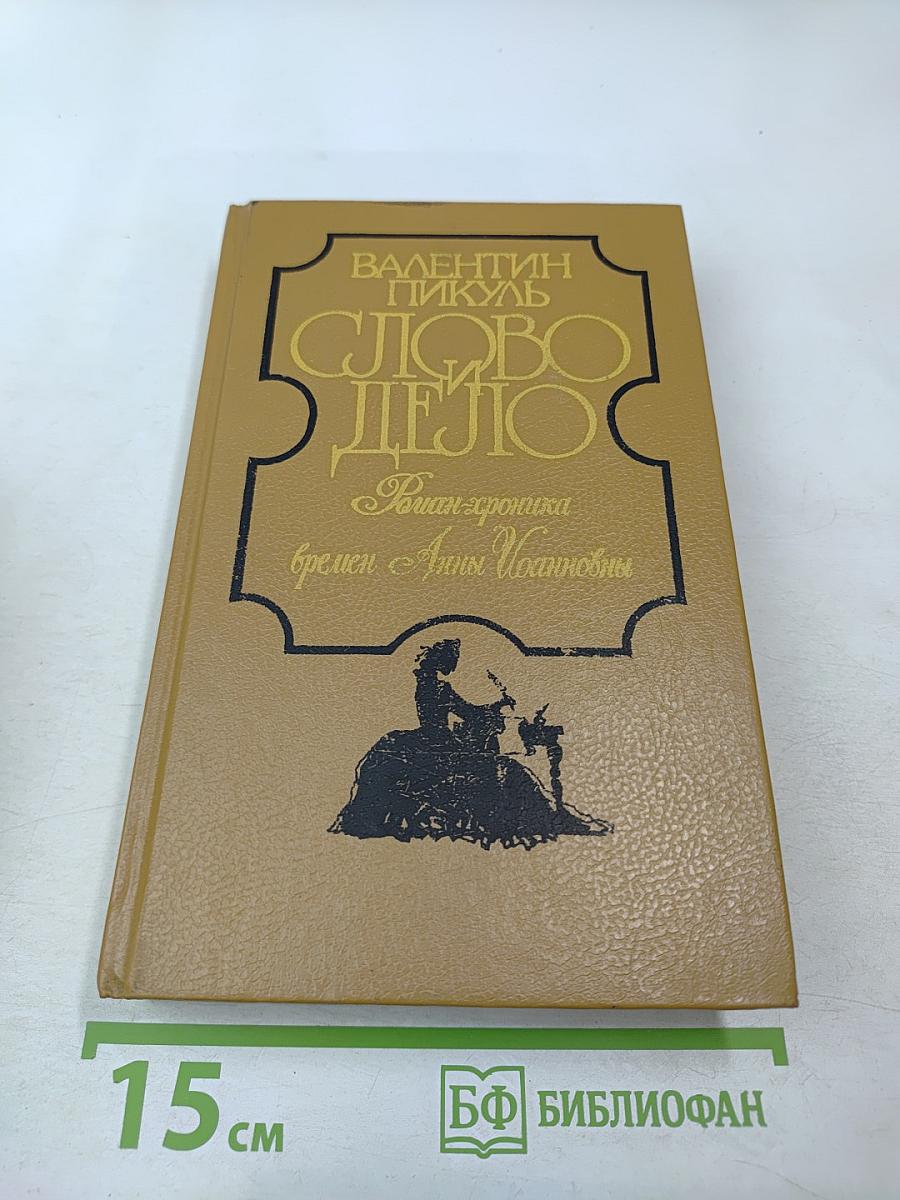 ВАЛЕНТИН
ПИКУЛЬ
СЛОВО
И
ДЕЛО
Роман-хроника
времен Анны Иоанновны
15 см
БФ БИБЛИОФАН